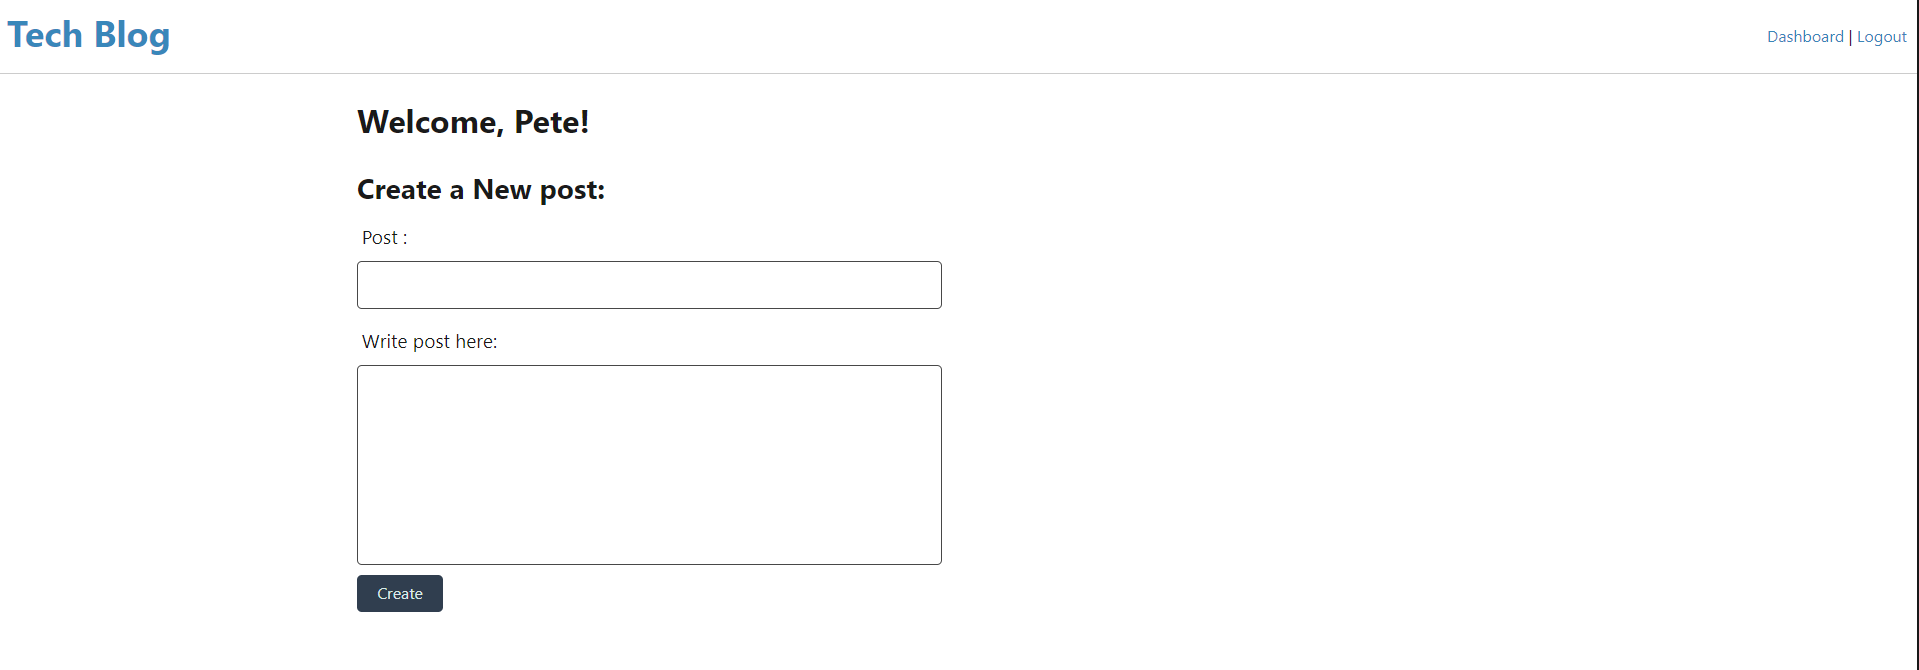 Tech Blog
Dashboard | Logout
Welcome, Pete!
Create a New post:
Post :
Write post here:
Create